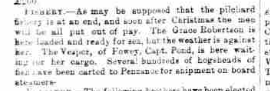 FISHERY.—As may be supposed that the pilchard
fishery is at an end, and soon after Christmas the men
will be all put out of pay. The Grace Robertson is
here loaded and ready for sea, but the weather is against
her. The Vesper, of Fowey, Capt. Pond, is here wait-
ing for her cargo. Several hundreds of hogsheads of
fish have been carted to Penzance for shipment on board
steamers.
have been elected